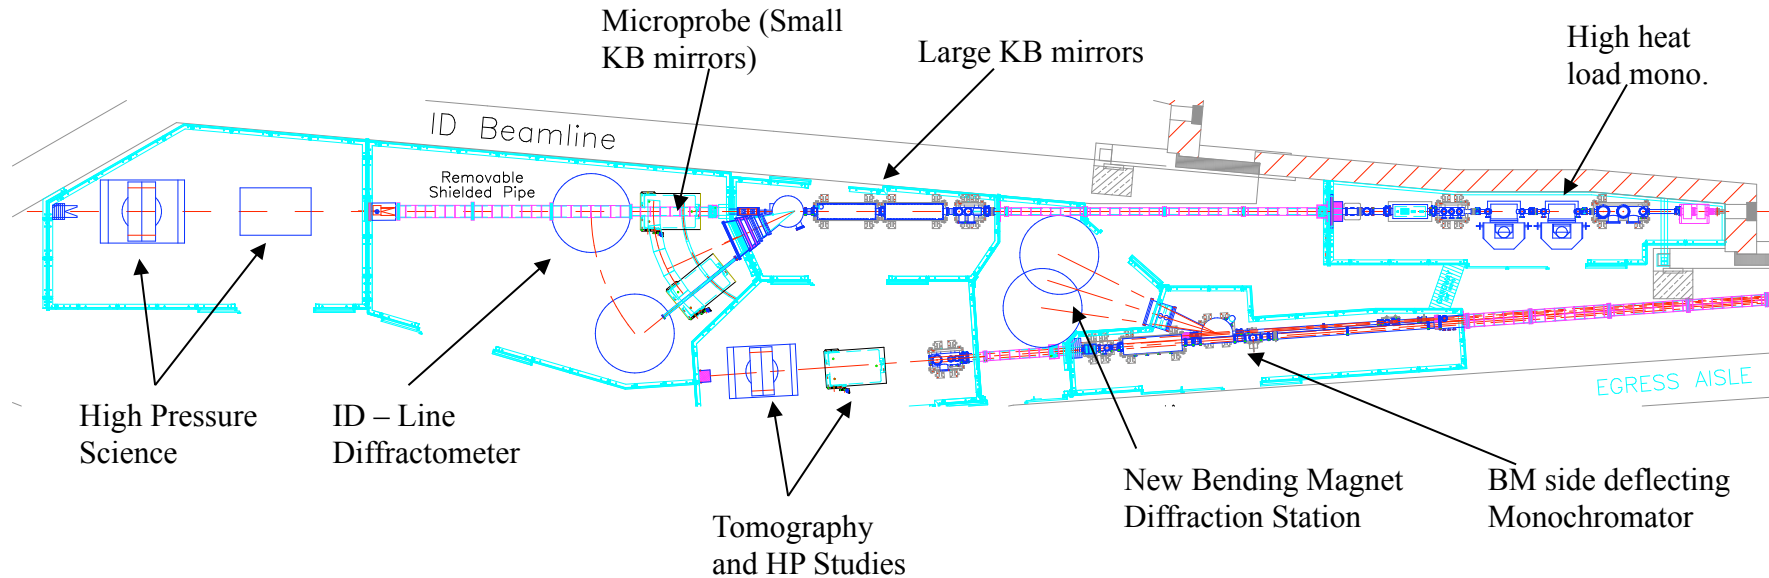 Microprobe (Small
KB mirrors)
Large KB mirrors
High heat
load mono.
ID Beamline
Removable
Shielded Pipe
EGRESS AISLE
High Pressure
Science
ID – Line
Diffractometer
Tomography
and HP Studies
New Bending Magnet
Diffraction Station
BM side deflecting
Monochromator